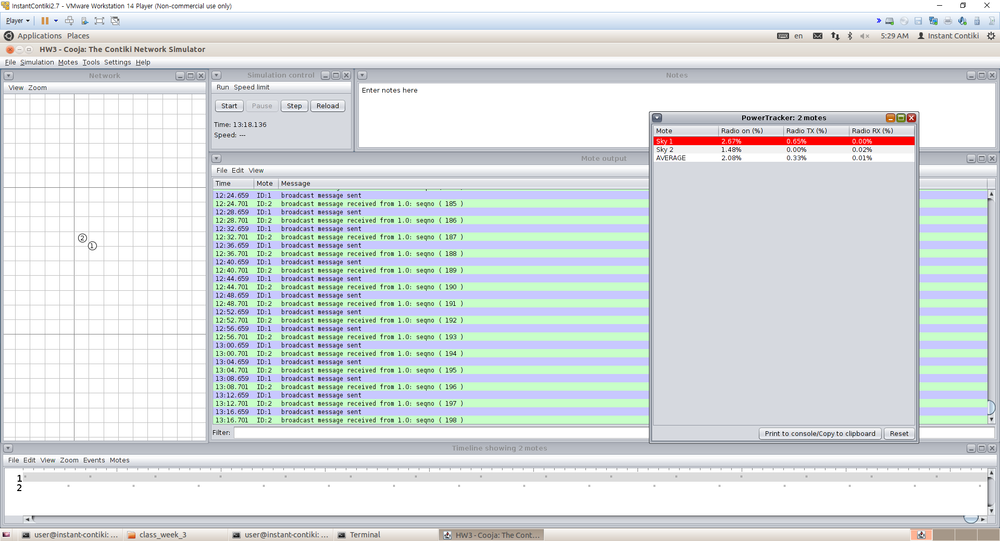 InstantContiki2.7 - VMware Workstation 14 Player (Non-commercial use only)
Player
Applications Places
en 5:29 AM Instant Contiki
HW3 - Cooja: The Contiki Network Simulator
File Simulation Motes Tools Settings Help
Network
View Zoom
2
1
Simulation control
Run Speed limit
Start Pause Step Reload
Time: 13:18.136
Speed: ---
Notes
Enter notes here
Mote output
File Edit View
Time Mote Message
12:24.659 ID:1 broadcast message sent
12:24.701 ID:2 broadcast message received from 1.0: seqno ( 185 )
12:28.659 ID:1 broadcast message sent
12:28.701 ID:2 broadcast message received from 1.0: seqno ( 186 )
12:32.659 ID:1 broadcast message sent
12:32.701 ID:2 broadcast message received from 1.0: seqno ( 187 )
12:36.659 ID:1 broadcast message sent
12:36.701 ID:2 broadcast message received from 1.0: seqno ( 188 )
12:40.659 ID:1 broadcast message sent
12:40.701 ID:2 broadcast message received from 1.0: seqno ( 189 )
12:44.659 ID:1 broadcast message sent
12:44.701 ID:2 broadcast message received from 1.0: seqno ( 190 )
12:48.659 ID:1 broadcast message sent
12:48.701 ID:2 broadcast message received from 1.0: seqno ( 191 )
12:52.659 ID:1 broadcast message sent
12:52.701 ID:2 broadcast message received from 1.0: seqno ( 192 )
12:56.659 ID:1 broadcast message sent
12:56.701 ID:2 broadcast message received from 1.0: seqno ( 193 )
13:00.659 ID:1 broadcast message sent
13:00.701 ID:2 broadcast message received from 1.0: seqno ( 194 )
13:04.659 ID:1 broadcast message sent
13:04.701 ID:2 broadcast message received from 1.0: seqno ( 195 )
13:08.659 ID:1 broadcast message sent
13:08.701 ID:2 broadcast message received from 1.0: seqno ( 196 )
13:12.659 ID:1 broadcast message sent
13:12.701 ID:2 broadcast message received from 1.0: seqno ( 197 )
13:16.659 ID:1 broadcast message sent
13:16.701 ID:2 broadcast message received from 1.0: seqno ( 198 )
Filter:
PowerTracker: 2 motes
Mote Radio on (%) Radio TX (%) Radio RX (%)
Sky 1 2.67% 0.65% 0.00%
Sky 2 1.48% 0.00% 0.02%
AVERAGE 2.08% 0.33% 0.01%
Print to console/Copy to clipboard Reset
Timeline showing 2 motes
File Edit View Zoom Events Motes
1
2
user@instant-contiki: ... class_week_3 user@instant-contiki: ... Terminal HW3 - Cooja: The Cont...